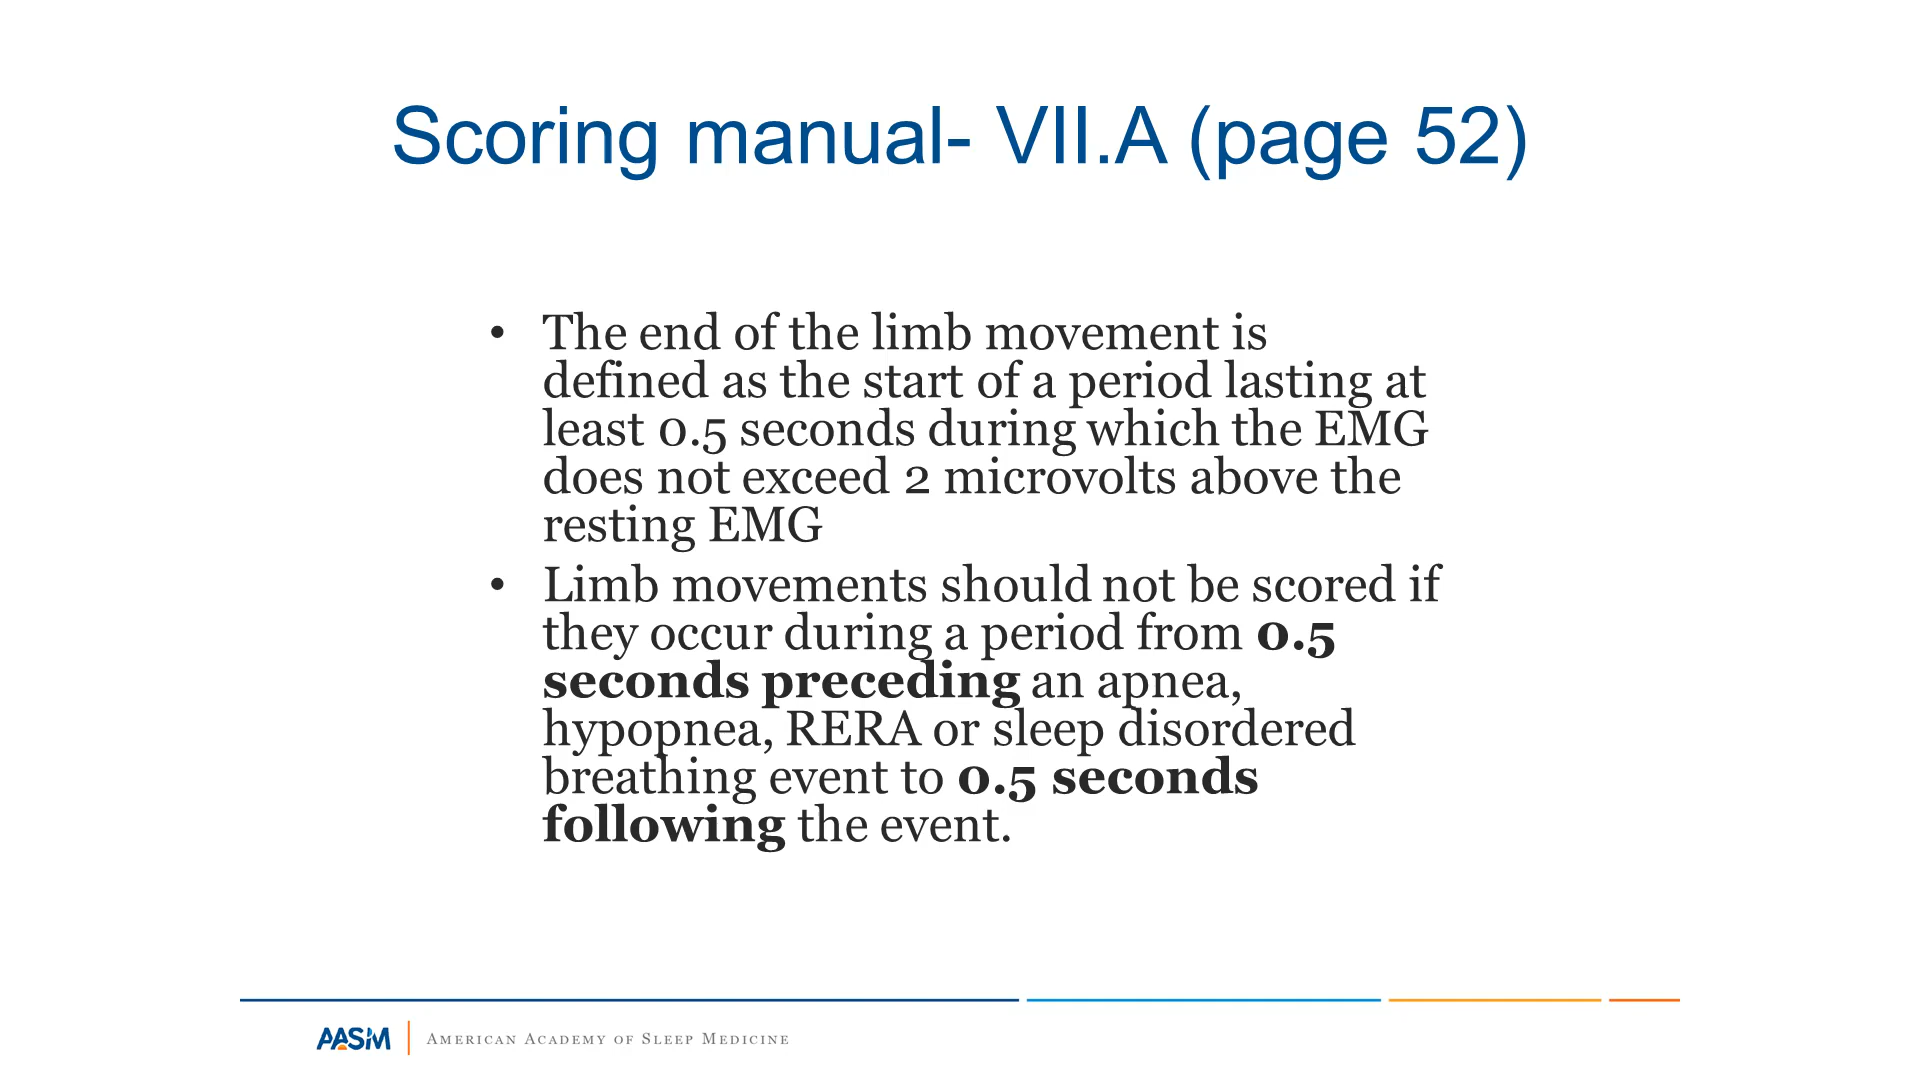 Scoring manual- VII.A (page 52)
• The end of the limb movement is
defined as the start of a period lasting at
least 0.5 seconds during which the EMG
does not exceed 2 microvolts above the
resting EMG
• Limb movements should not be scored if
they occur during a period from 0.5
seconds preceding an apnea,
hypopnea, RERA or sleep disordered
breathing event to 0.5 seconds
following the event.
AASM | American Academy of Sleep Medicine